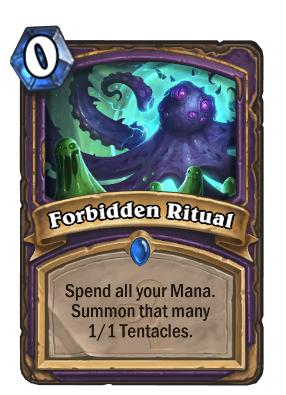 0
Forbidden Ritual
Spend all your Mana.
Summon that many
1/1 Tentacles.